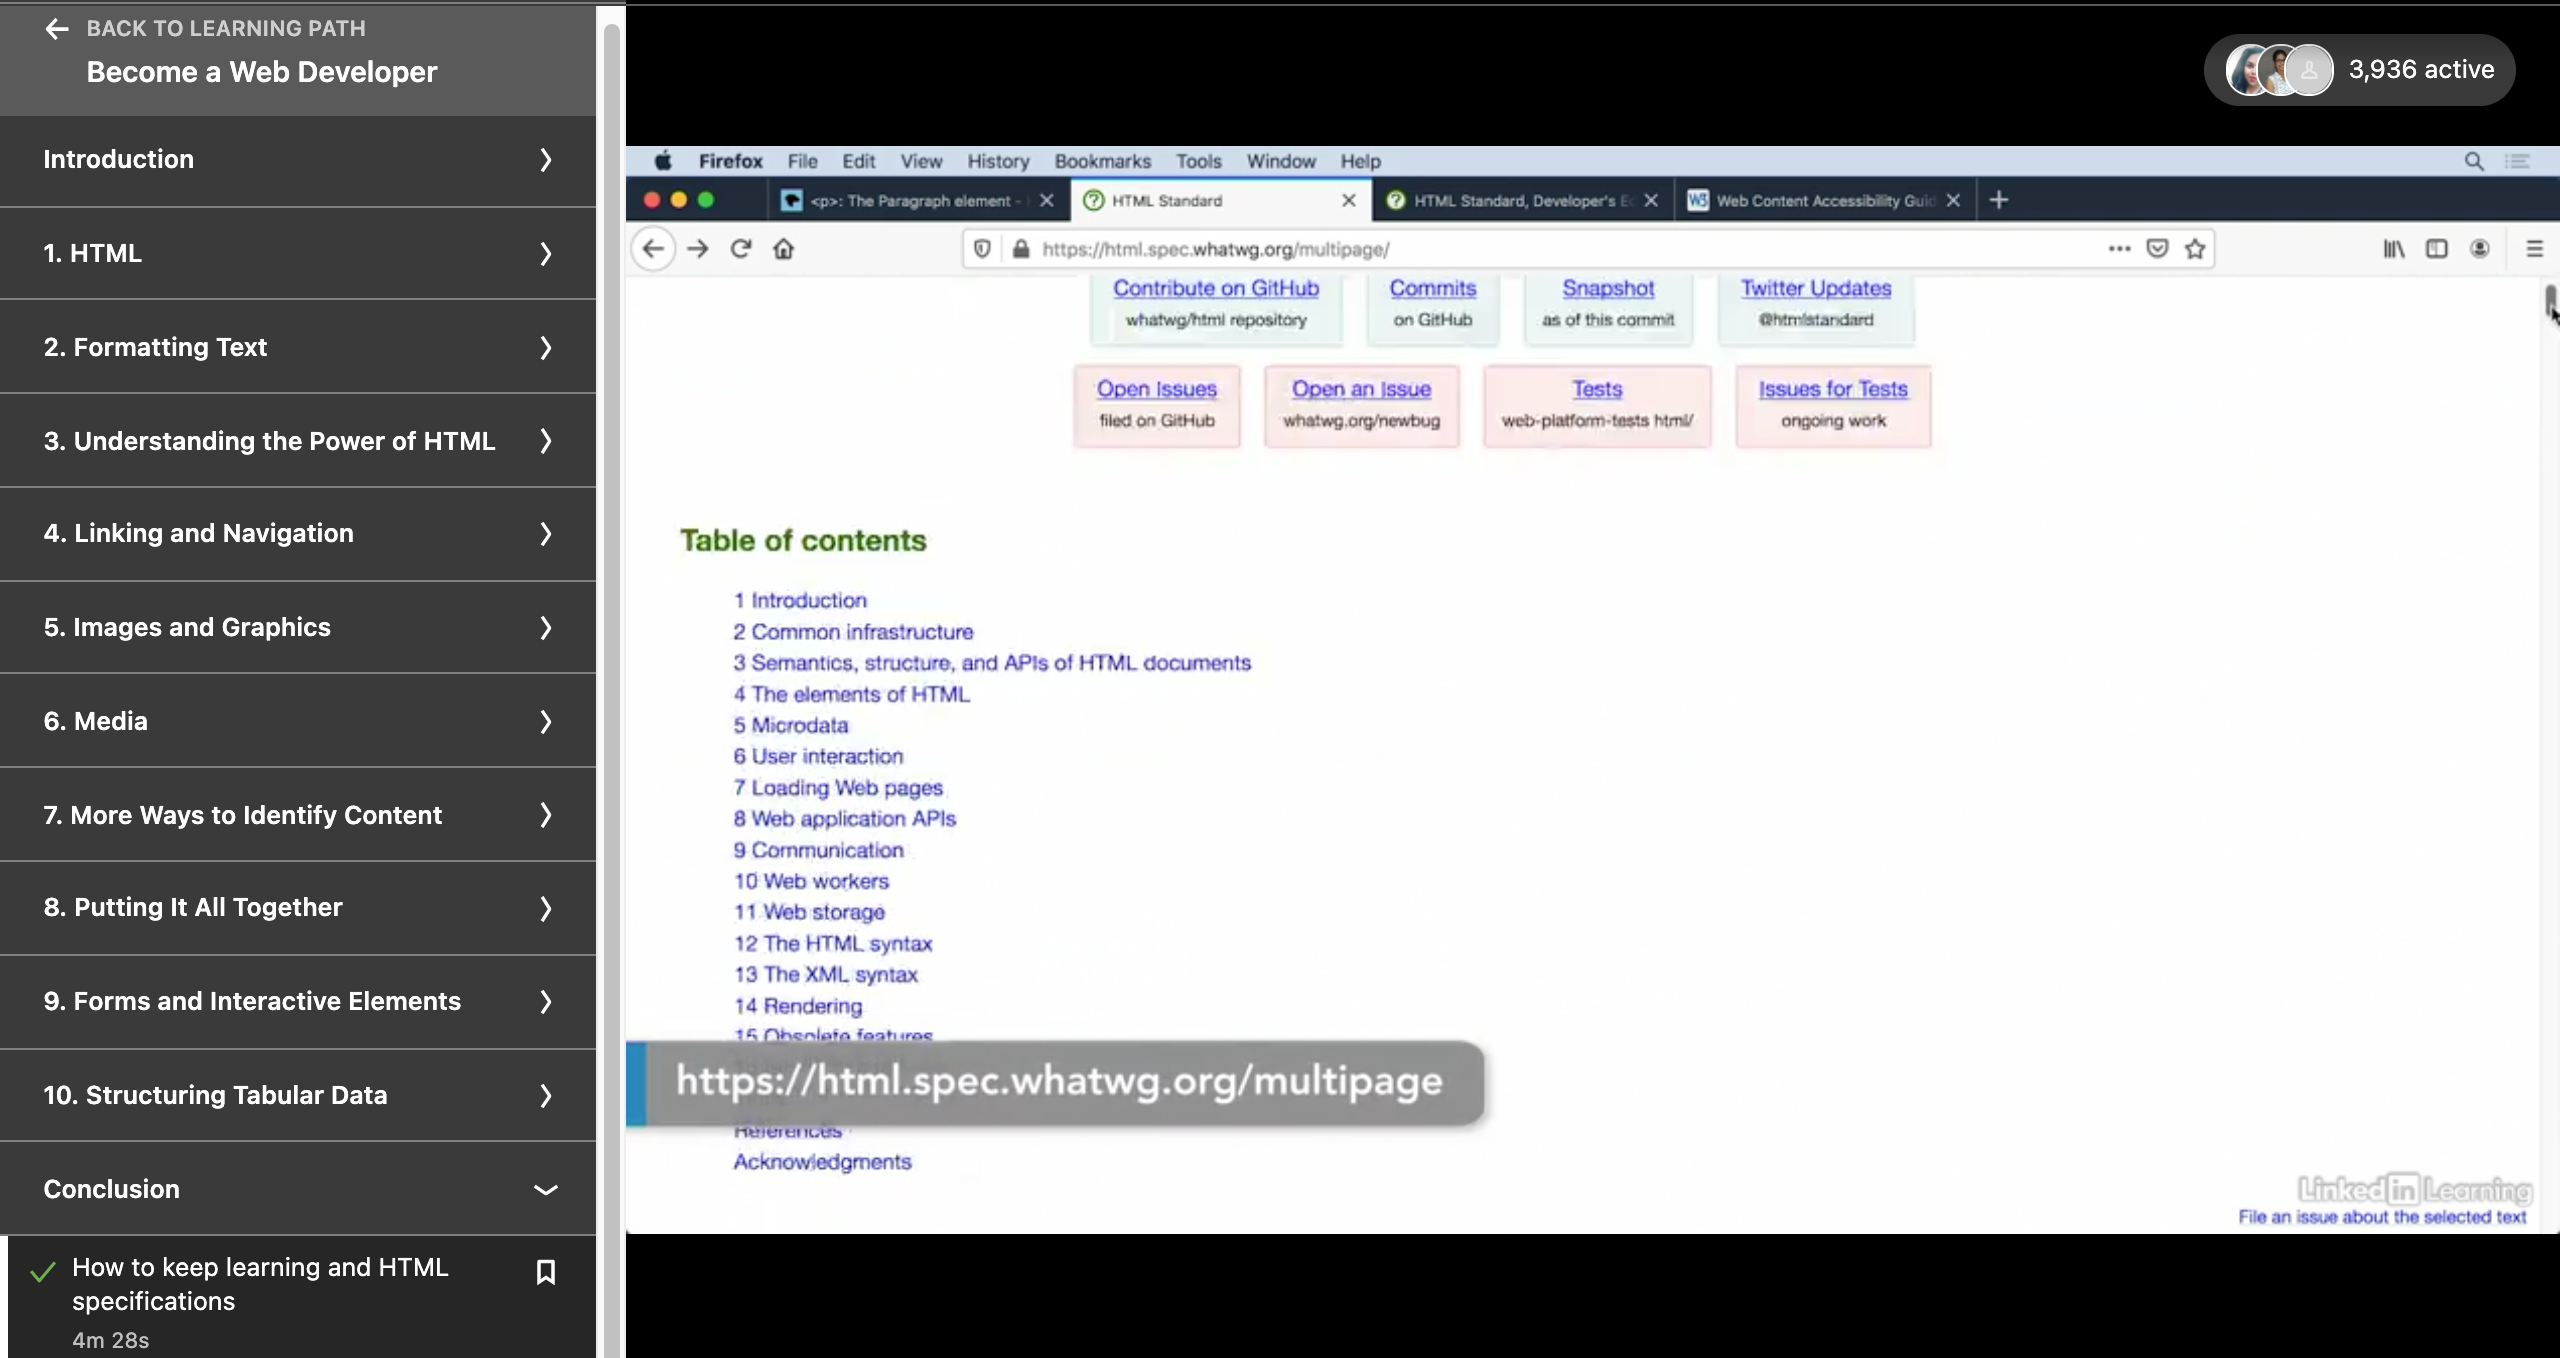 BACK TO LEARNING PATH
Become a Web Developer
Introduction
1. HTML
2. Formatting Text
3. Understanding the Power of HTML
4. Linking and Navigation
5. Images and Graphics
6. Media
7. More Ways to Identify Content
8. Putting It All Together
9. Forms and Interactive Elements
10. Structuring Tabular Data
Conclusion
How to keep learning and HTML
specifications
4m 28s
3,936 active
Firefox File Edit View History Bookmarks Tools Window Help
<p>: The Paragraph element - HTML Standard HTML Standard, Developer's W3 Web Content Accessibility
https://html.spec.whatwg.org/multipage/
Contribute on GitHub Commits Snapshot Twitter Updates
whatwg/html repository on GitHub as of this commit @htmlstandard
Open Issues Open an Issue Tests Issues for Tests
filed on GitHub whatwg.org/newbug web-platform-tests html/ ongoing work
Table of contents
1 Introduction
2 Common infrastructure
3 Semantics, structure, and APIs of HTML documents
4 The elements of HTML
5 Microdata
6 User interaction
7 Loading Web pages
8 Web application APIs
9 Communication
10 Web workers
11 Web storage
12 The HTML syntax
13 The XML syntax
14 Rendering
15 Obsolete features
https://html.spec.whatwg.org/multipage
References
Acknowledgments
Linked in Learning
File an issue about the selected text